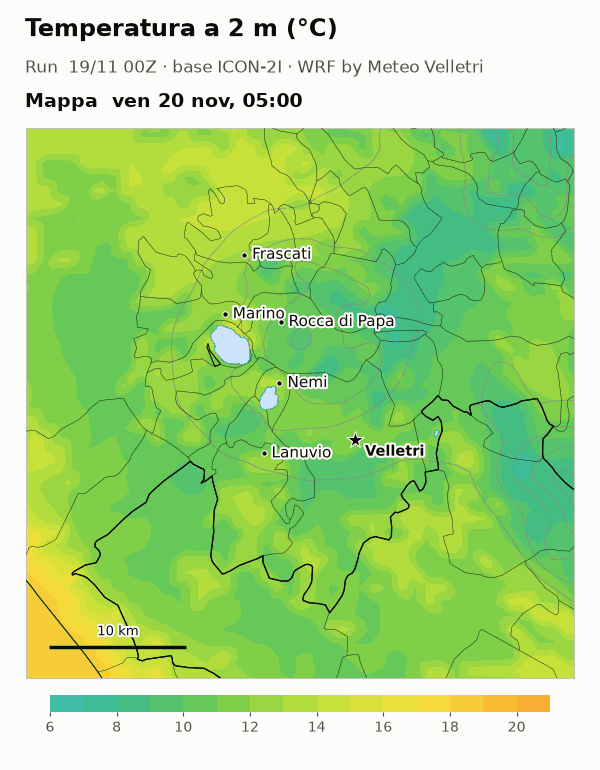 Temperatura a 2 m (°C)
Run  19/11 00Z · base ICON-2I · WRF by Meteo Velletri
Mappa  ven 20 nov, 05:00
Frascati
Marino
Rocca di Papa
Nemi
Velletri
Lanuvio
10 km
6 8 10 12 14 16 18 20